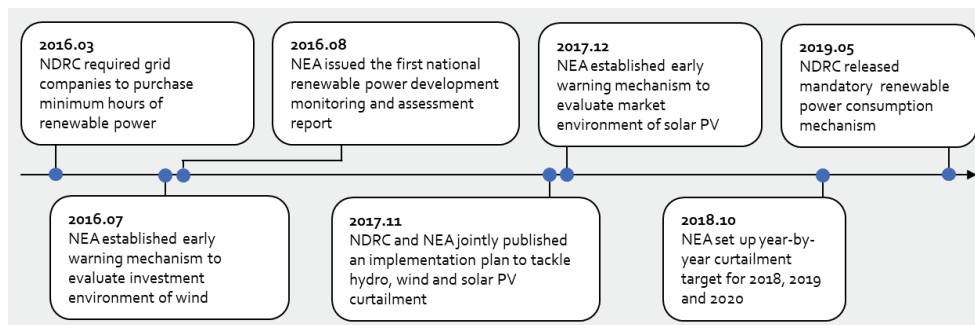 2016.03
NDRC required grid
companies to purchase
minimum hours of
renewable power
2016.08
NEA issued the first national
renewable power development
monitoring and assessment
report
2017.12
NEA established early
warning mechanism to
evaluate market
environment of solar PV
2019.05
NDRC released
mandatory renewable
power consumption
mechanism
2016.07
NEA established early
warning mechanism to
evaluate investment
environment of wind
2017.11
NDRC and NEA jointly published
an implementation plan to tackle
hydro, wind and solar PV
curtailment
2018.10
NEA set up year-by-
year curtailment
target for 2018, 2019
and 2020